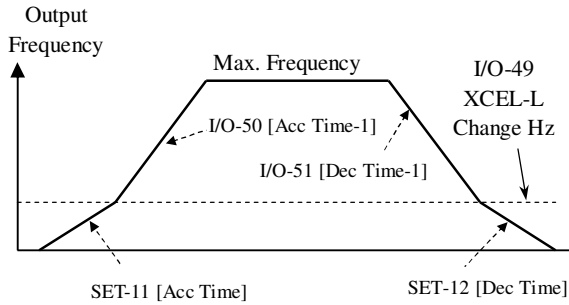 Output
Frequency
Max. Frequency
I/O-49
XCEL-L
Change Hz
I/O-50 [Acc Time-1]
I/O-51 [Dec Time-1]
SET-11 [Acc Time]
SET-12 [Dec Time]